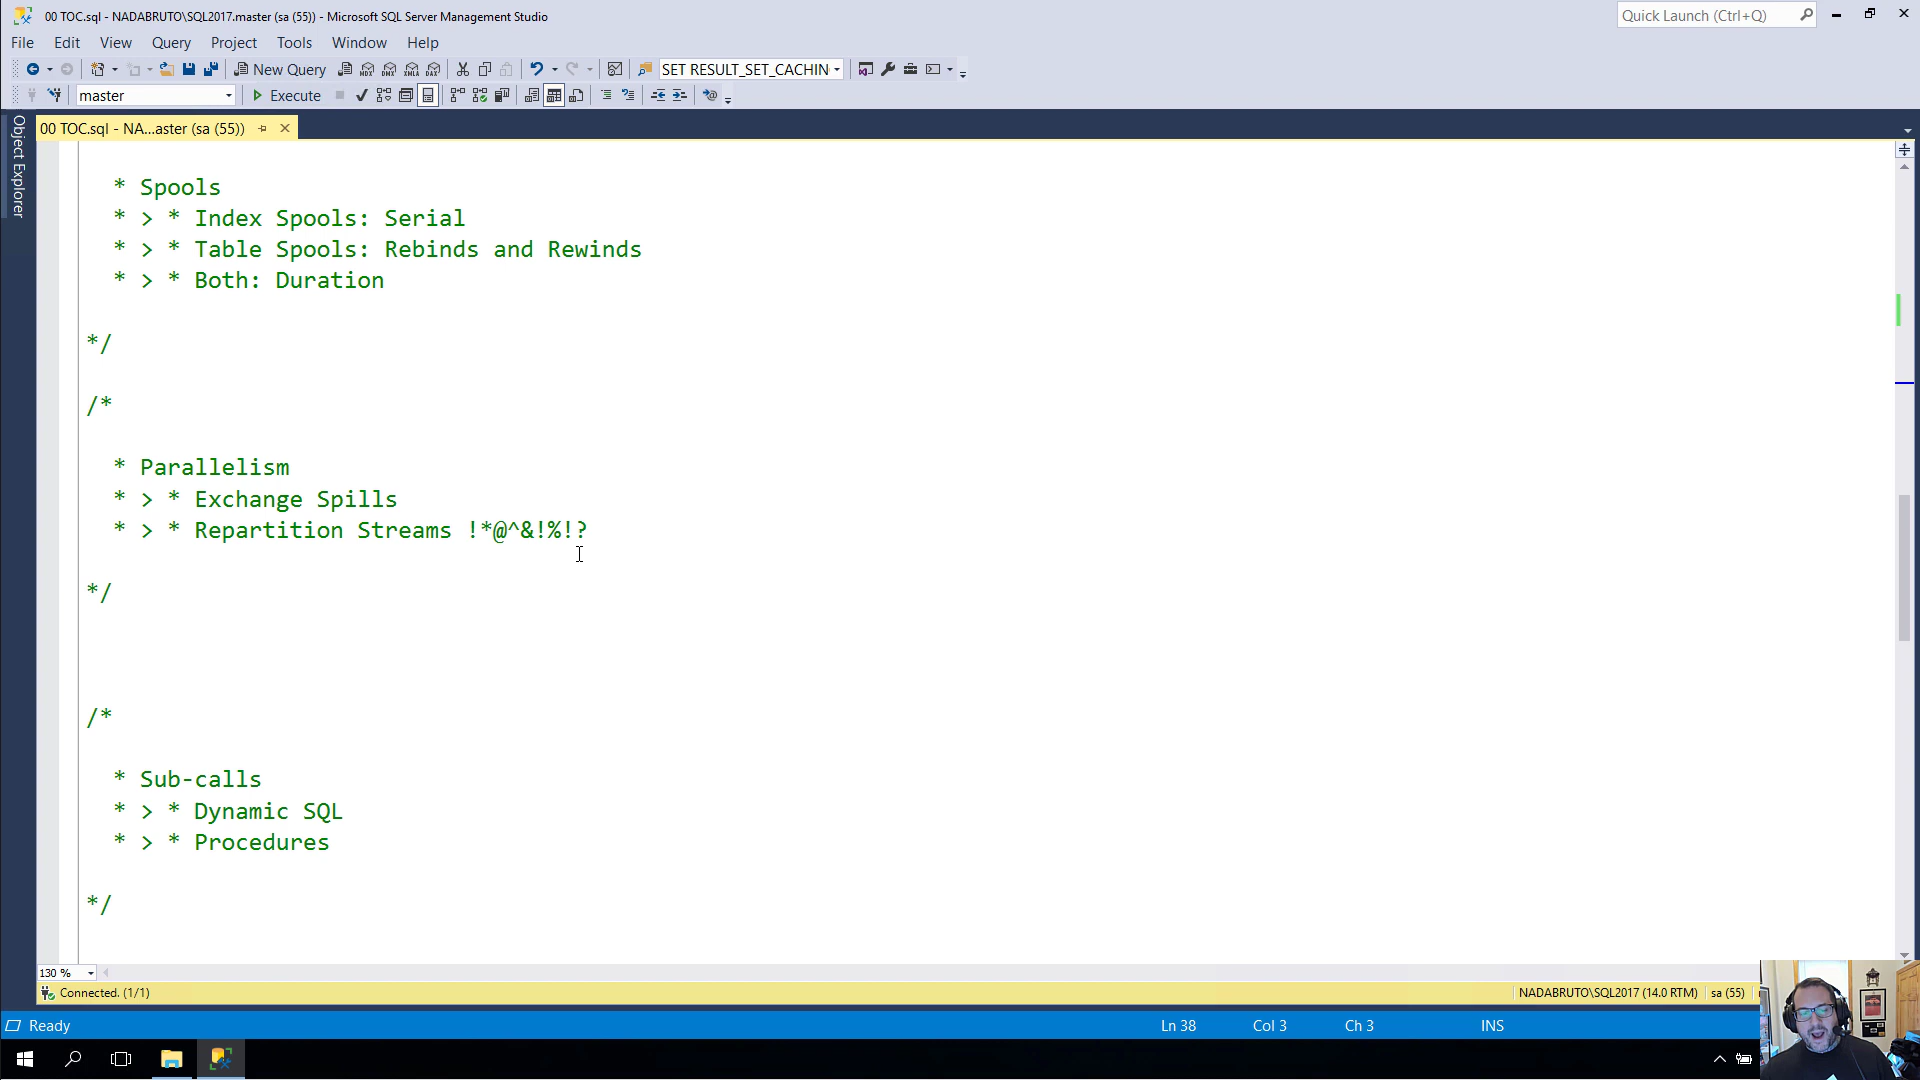 00 TOC.sql - NADABRUTO\SQL2017.master (sa (55)) - Microsoft SQL Server Management Studio
Quick Launch (Ctrl+Q)
File Edit View Query Project Tools Window Help
New Query
MDX DMX XMLA DAX
SET RESULT_SET_CACHIN
master
Execute
Object Explorer
00 TOC.sql - NA...aster (sa (55))
* Spools
* > * Index Spools: Serial
* > * Table Spools: Rebinds and Rewinds
* > * Both: Duration
*/
/*
* Parallelism
* > * Exchange Spills
* > * Repartition Streams !*@^&!%!?
*/
/*
* Sub-calls
* > * Dynamic SQL
* > * Procedures
*/
130 %
Connected. (1/1)
NADABRUTO\SQL2017 (14.0 RTM)
sa (55)
Ready
Ln 38
Col 3
Ch 3
INS